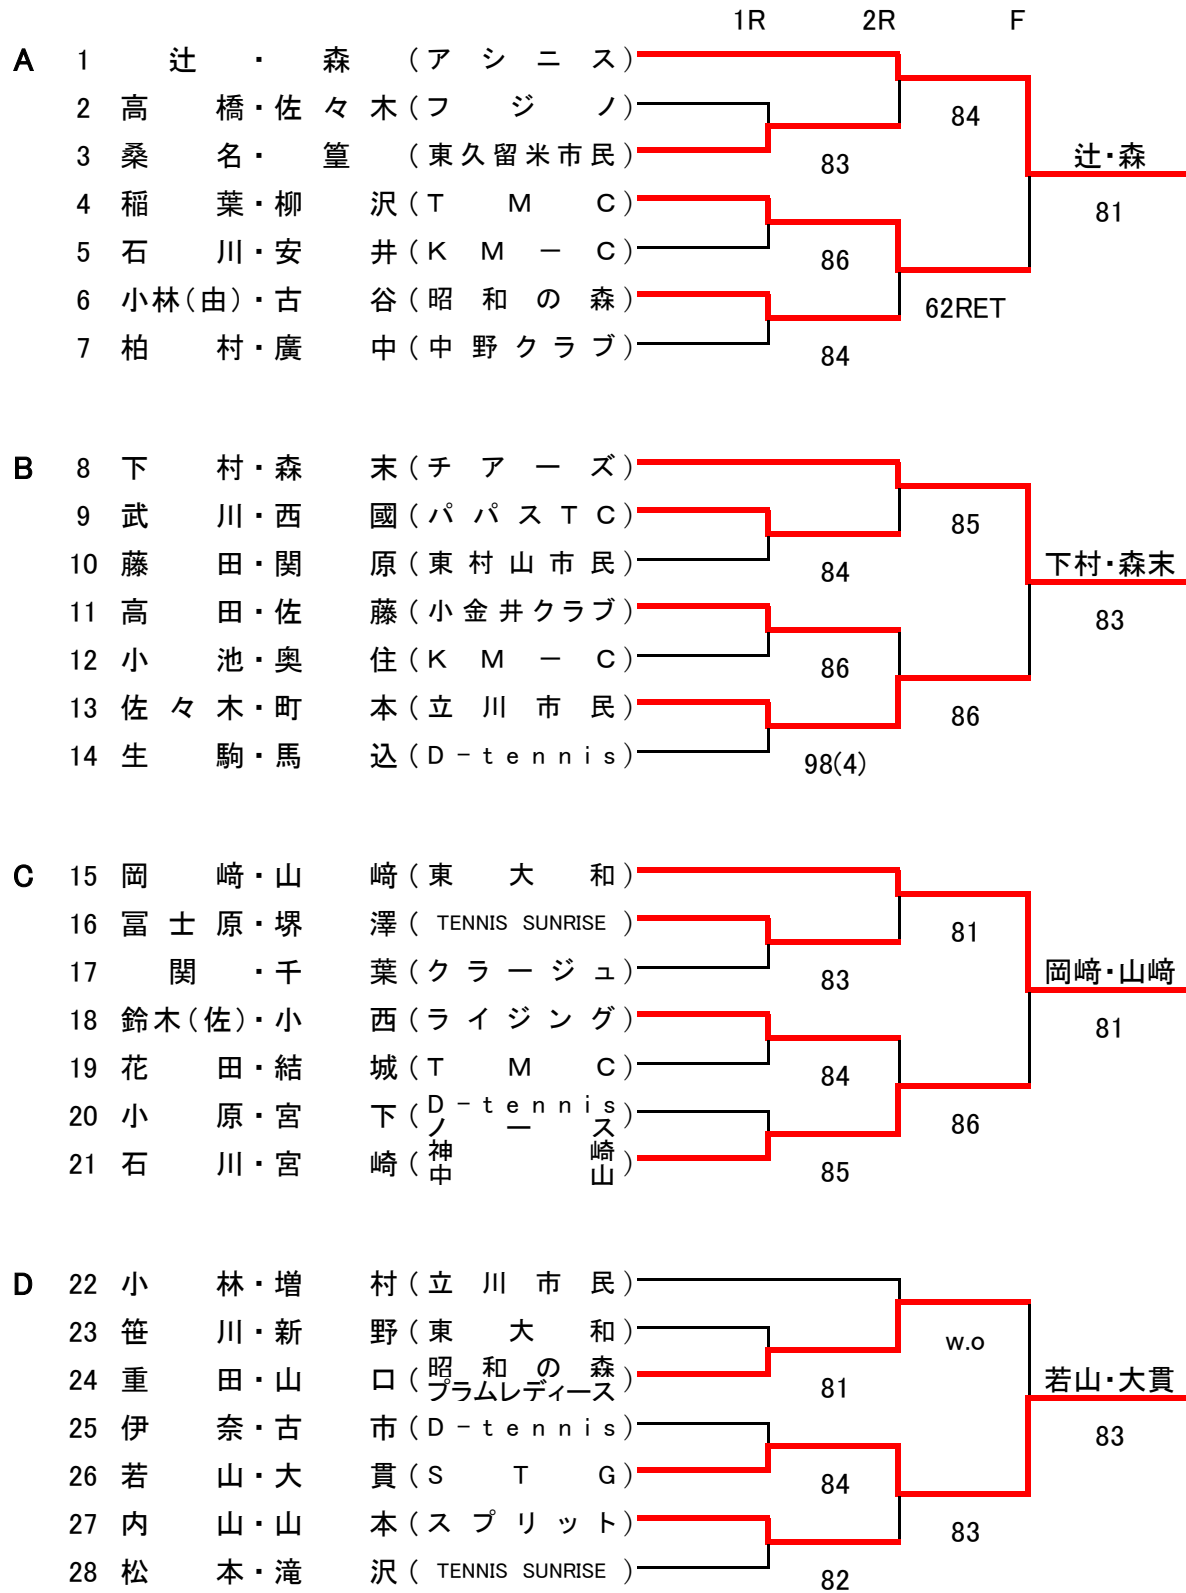 1R 2R F
A 1 辻・森 (アシニス)
2 高橋・佐々木 (フジノ) 84
3 桑名・篁 (東久留米市民) 83 辻・森
4 稲葉・柳沢 (TMC) 81
5 石川・安井 (KM-C) 86
6 小林(由)・古谷 (昭和の森) 62RET
7 柏村・廣中 (中野クラブ) 84
B 8 下村・森末 (チアーズ)
9 武川・西國 (パパスTC) 85
10 藤田・関原 (東村山市民) 84 下村・森末
11 高田・佐藤 (小金井クラブ) 83
12 小池・奥住 (KM-C) 86
13 佐々木・町本 (立川市民) 86
14 生駒・馬込 (D-tennis) 98(4)
C 15 岡﨑・山﨑 (東大和)
16 冨士原・堺澤 (TENNIS SUNRISE) 81
17 関・千葉 (クラージュ) 83 岡﨑・山﨑
18 鈴木(佐)・小西 (ライジング) 81
19 花田・結城 (TMC) 84
20 小原・宮下 (D-tennis ノース) 86
21 石川・宮崎 (神崎 中山) 85
D 22 小林・増村 (立川市民)
23 笹川・新野 (東大和) w.o
24 重田・山口 (昭和の森 プラムレディース) 81 若山・大貫
25 伊奈・古市 (D-tennis) 83
26 若山・大貫 (STG) 84
27 内山・山本 (スプリット) 83
28 松本・滝沢 (TENNIS SUNRISE) 82